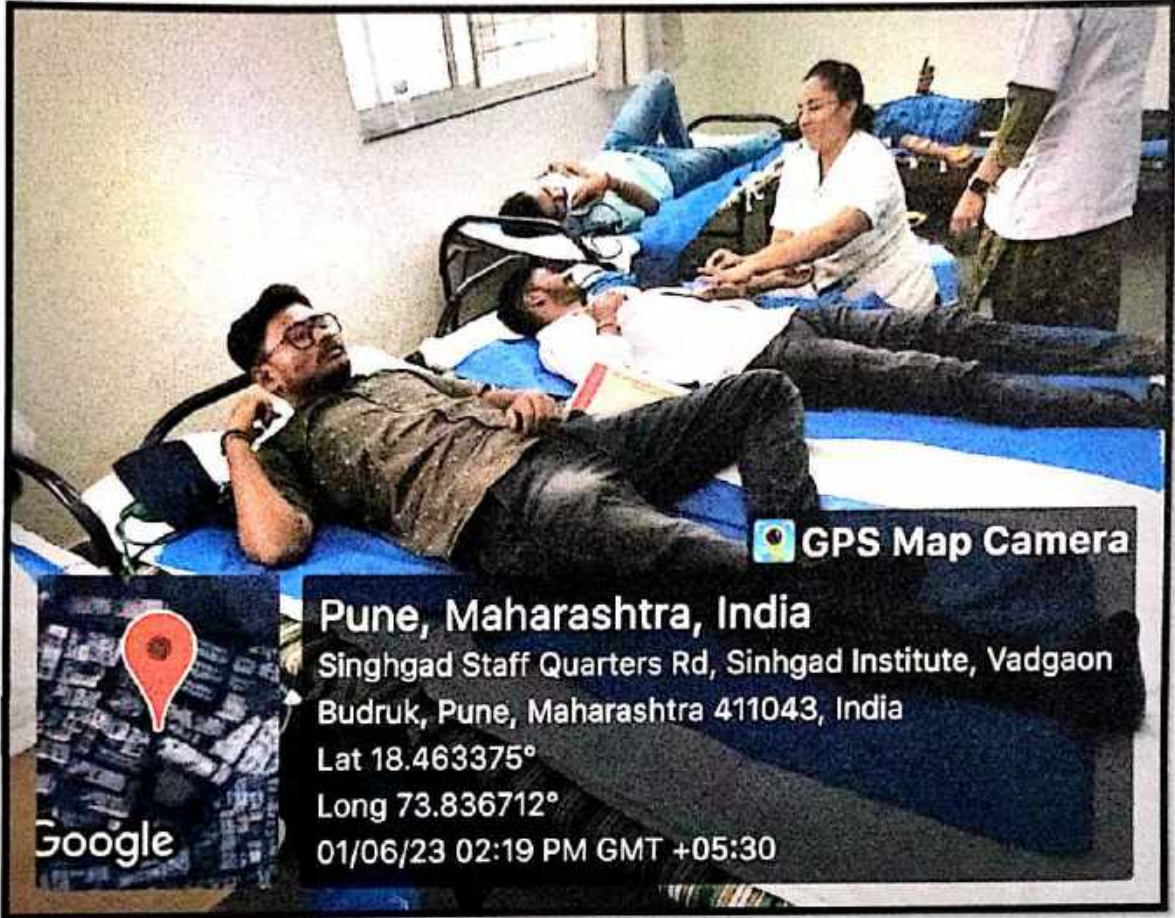 GPS Map Camera
Pune, Maharashtra, India
Singhgad Staff Quarters Rd, Sinhgad Institute, Vadgaon
Budruk, Pune, Maharashtra 411043, India
Lat 18.463375°
Long 73.836712°
01/06/23 02:19 PM GMT +05:30
Google